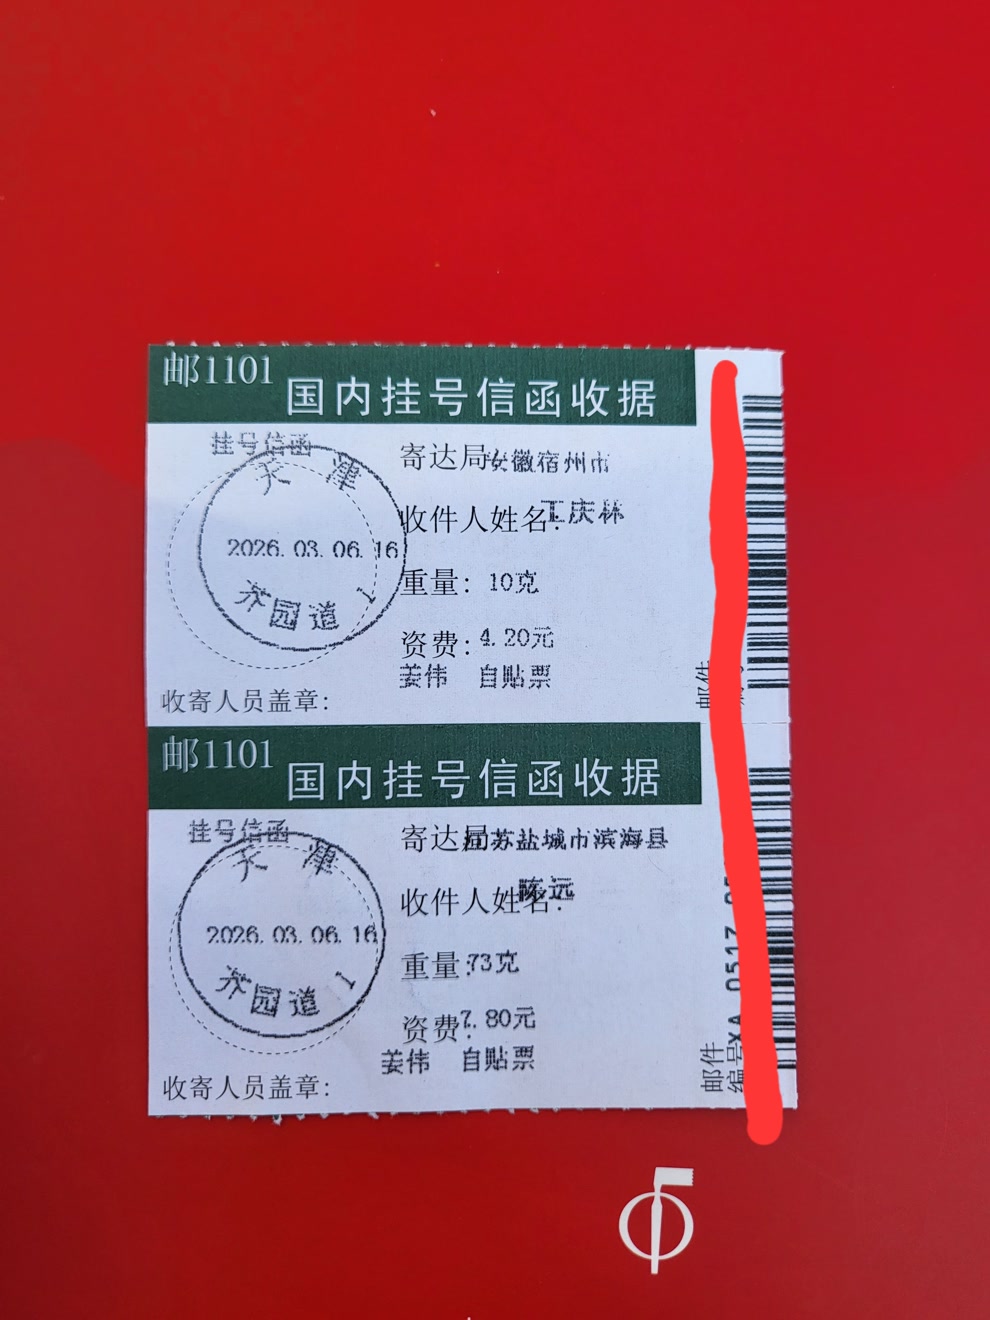 邮1101
国内挂号信函收据
挂号信函
天津
2026.03.06.16
芥园道 1
寄达局安徽宿州市
收件人姓名:王庆林
重量: 10克
资费: 4.20元
姜伟 自贴票
收寄人员盖章:
邮件
邮1101
国内挂号信函收据
挂号信函
天津
2026.03.06.16
芥园道 1
寄达局江苏盐城市滨海县
收件人姓名:陈远
重量:73克
资费:7.80元
姜伟 自贴票
收寄人员盖章:
邮件
编号XA 0517